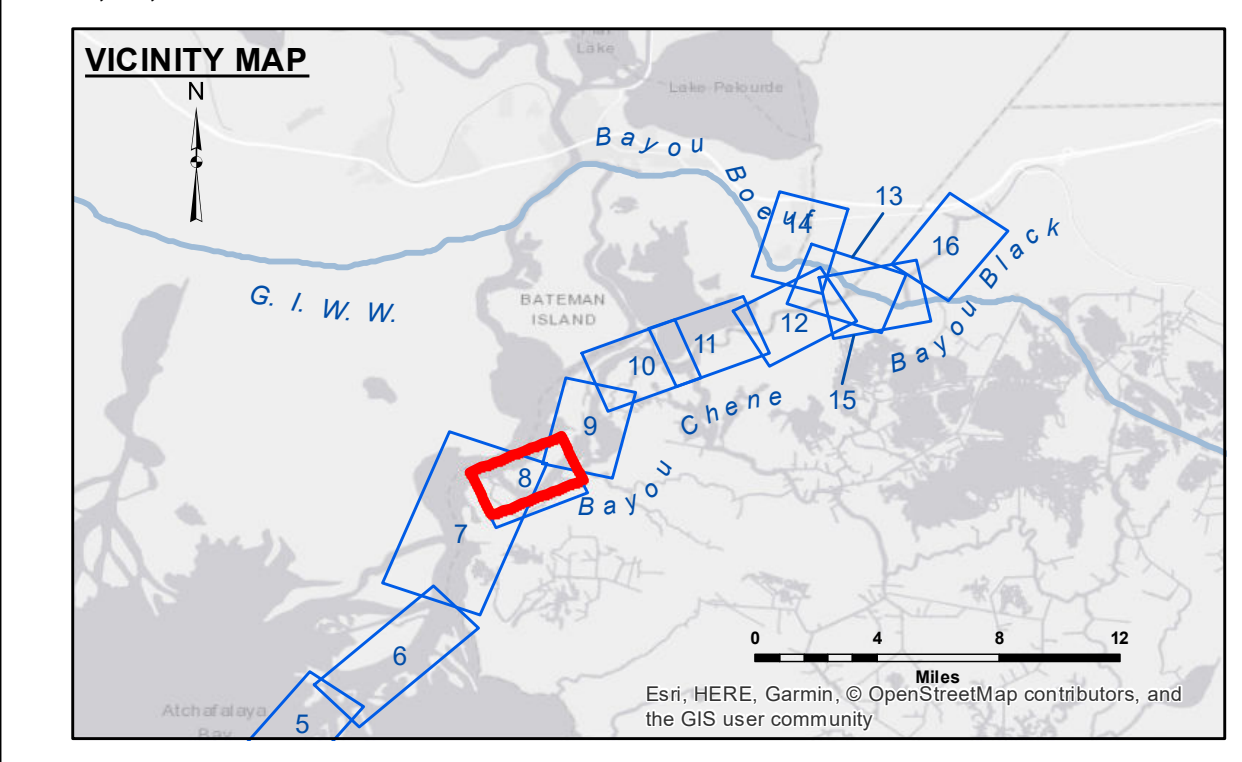 VICINITY MAP
N
Lake
Lake Palourde
Bayou
Boeuf
13
14
16
Bayou Black
G. I. W. W.
BATEMAN
ISLAND
12
11
10
15
Chene
9
8
Bayou
7
6
5
0 4 8 12
Miles
Esri, HERE, Garmin, © OpenStreetMap contributors, and
the GIS user community
Atchafalaya
Bay